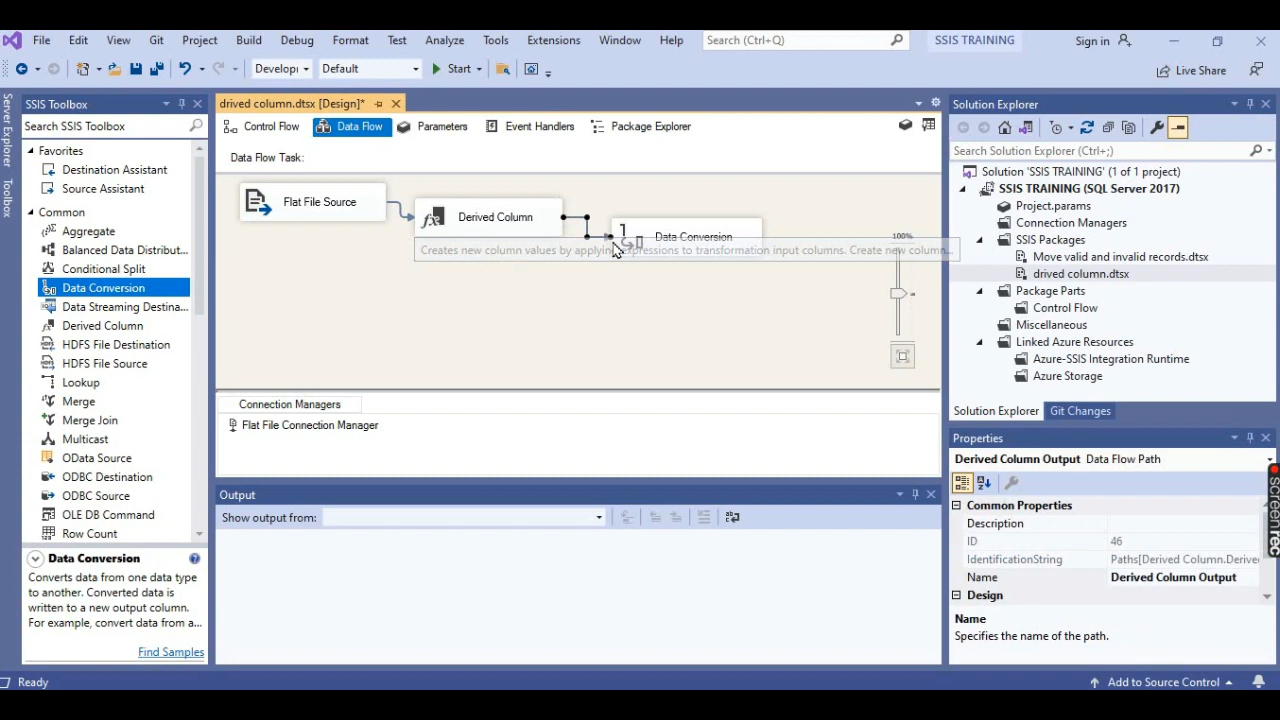 File Edit View Git Project Build Debug Format Test Analyze Tools Extensions Window Help Search (Ctrl+Q) SSIS TRAINING Sign in
Develop Default Start Live Share
Server Explorer
Toolbox
SSIS Toolbox
Search SSIS Toolbox
Favorites
Destination Assistant
Source Assistant
Common
Aggregate
Balanced Data Distribut...
Conditional Split
Data Conversion
Data Streaming Destina...
Derived Column
HDFS File Destination
HDFS File Source
Lookup
Merge
Merge Join
Multicast
OData Source
ODBC Destination
ODBC Source
OLE DB Command
Row Count
Data Conversion
Converts data from one data type
to another. Converted data is
written to a new output column.
For example, convert data from a...
Find Samples
drived column.dtsx [Design]*
Control Flow Data Flow Parameters Event Handlers Package Explorer
Data Flow Task:
Flat File Source
Derived Column
Data Conversion
Creates new column values by applying expressions to transformation input columns. Create new column...
100%
Connection Managers
Flat File Connection Manager
Output
Show output from:
Solution Explorer
Search Solution Explorer (Ctrl+;)
Solution 'SSIS TRAINING' (1 of 1 project)
SSIS TRAINING (SQL Server 2017)
Project.params
Connection Managers
SSIS Packages
Move valid and invalid records.dtsx
drived column.dtsx
Package Parts
Control Flow
Miscellaneous
Linked Azure Resources
Azure-SSIS Integration Runtime
Azure Storage
Solution Explorer Git Changes
Properties
Derived Column Output Data Flow Path
Common Properties
Description
ID 46
IdentificationString Paths[Derived Column.Derive
Name Derived Column Output
Design
Name
Specifies the name of the path.
screenrec
Ready Add to Source Control